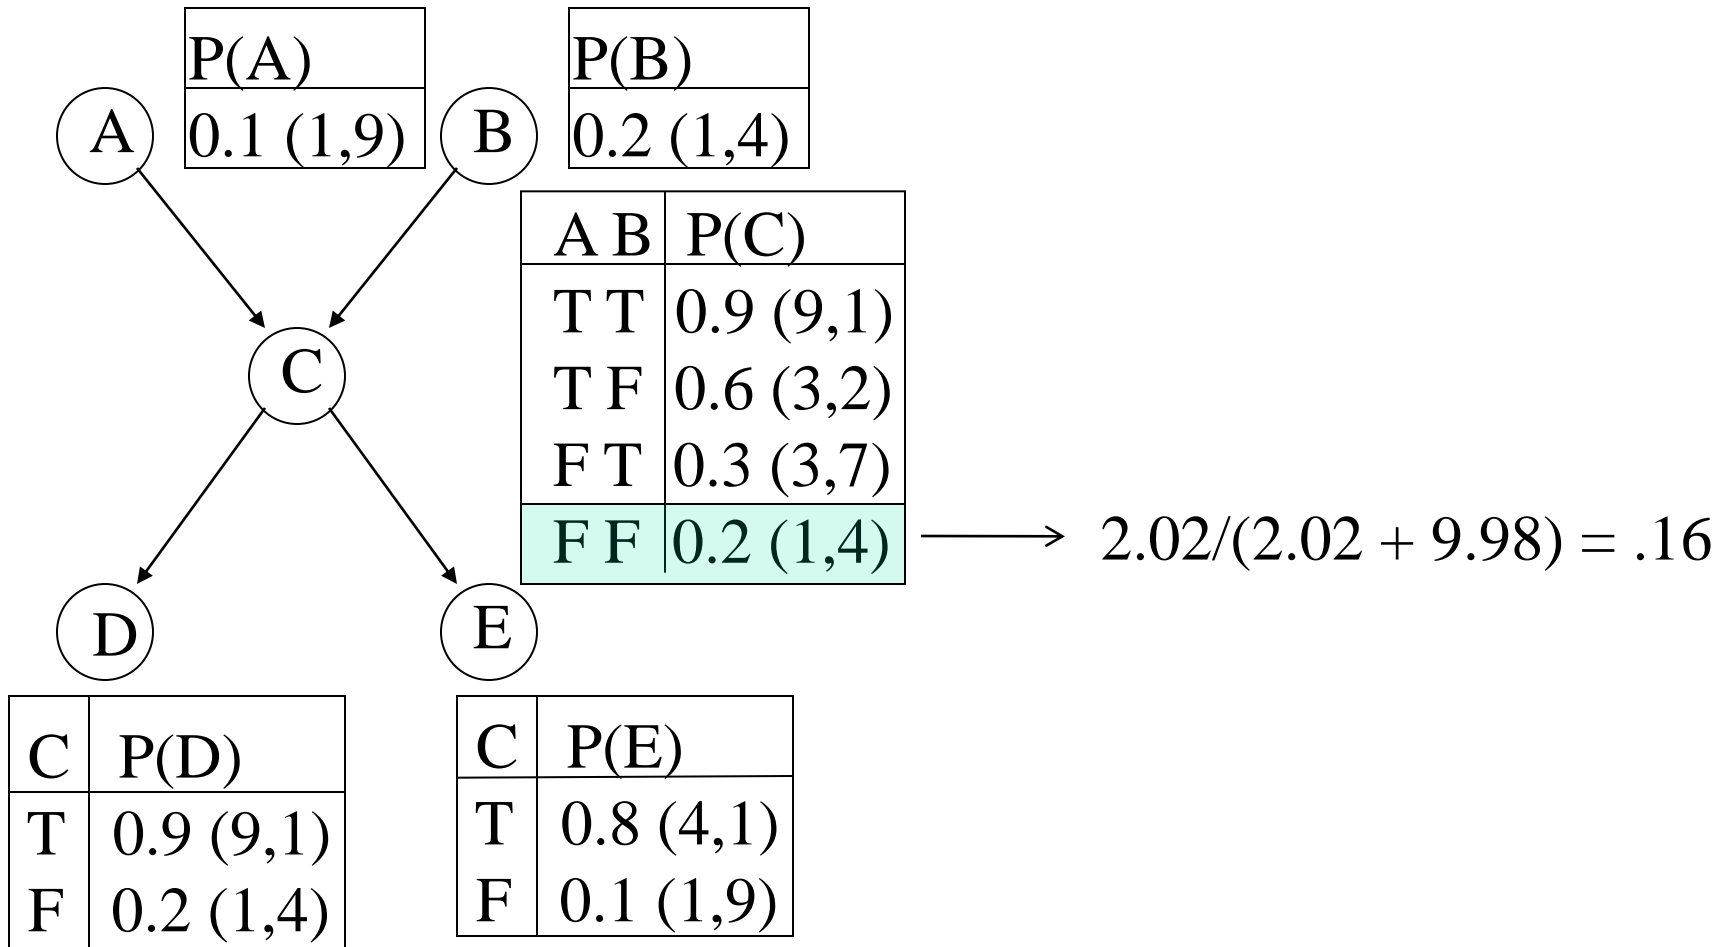 P(A)
0.1 (1,9)
P(B)
0.2 (1,4)
A
B
A B P(C)
T T 0.9 (9,1)
T F 0.6 (3,2)
F T 0.3 (3,7)
F F 0.2 (1,4)
2.02/(2.02 + 9.98) = .16
C
D
E
C P(D)
T 0.9 (9,1)
F 0.2 (1,4)
C P(E)
T 0.8 (4,1)
F 0.1 (1,9)